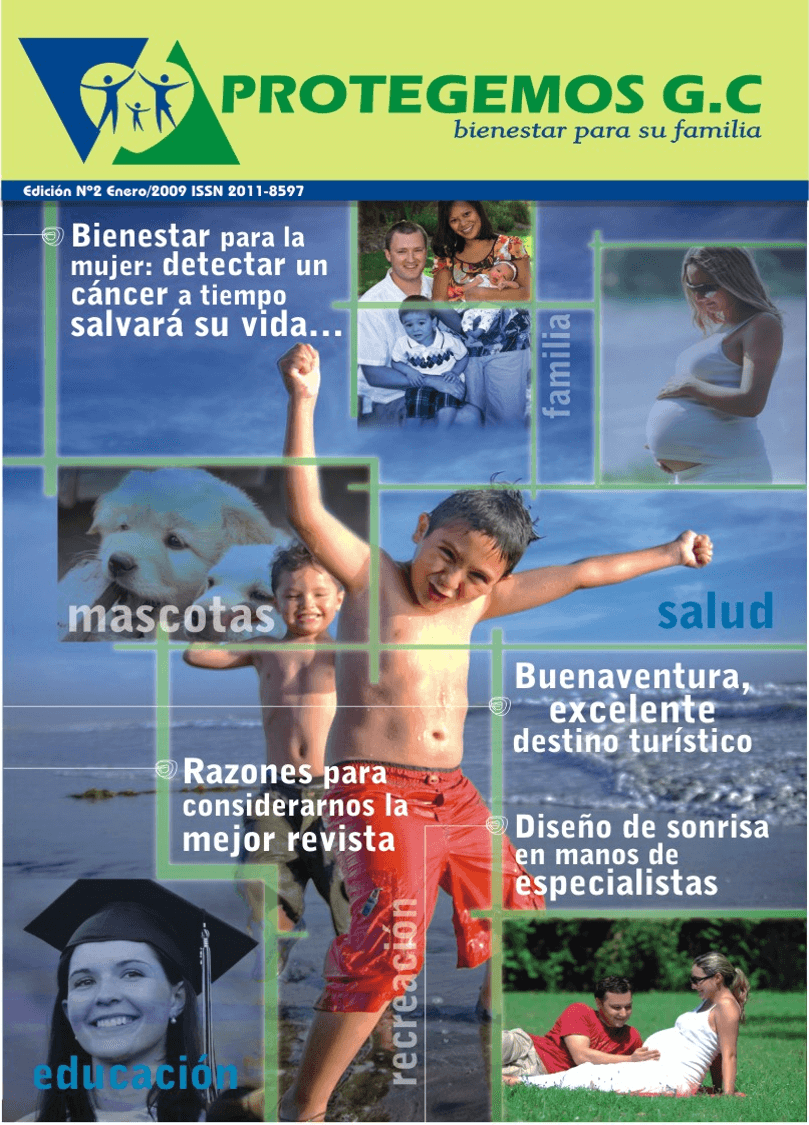 PROTEGEMOS G.C
bienestar para su familia
Edición Nº2 Enero/2009 ISSN 2011-8597
Bienestar para la
mujer: detectar un
cáncer a tiempo
salvará su vida...
familia
mascotas
salud
Buenaventura,
excelente
destino turístico
Razones para
considerarnos la
mejor revista
Diseño de sonrisa
en manos de
especialistas
recreación
educación